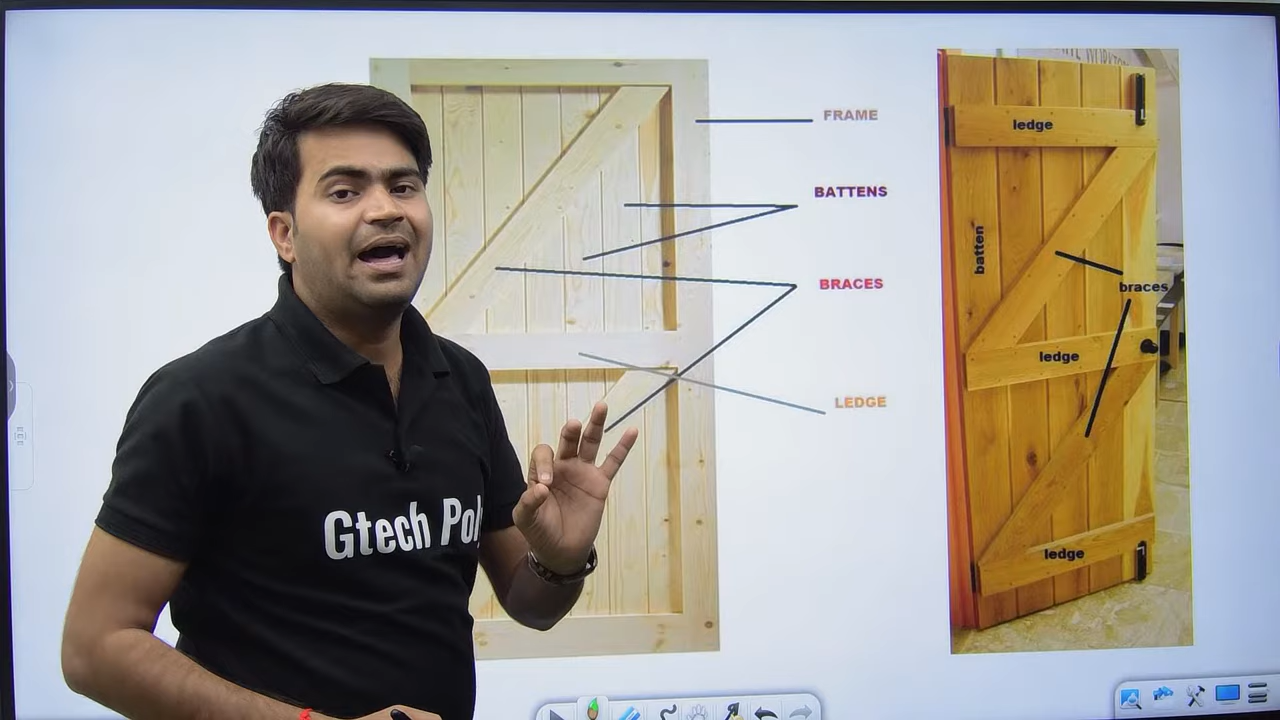 FRAME
BATTENS
BRACES
LEDGE
ledge
batten
braces
ledge
ledge
Gtech Pol